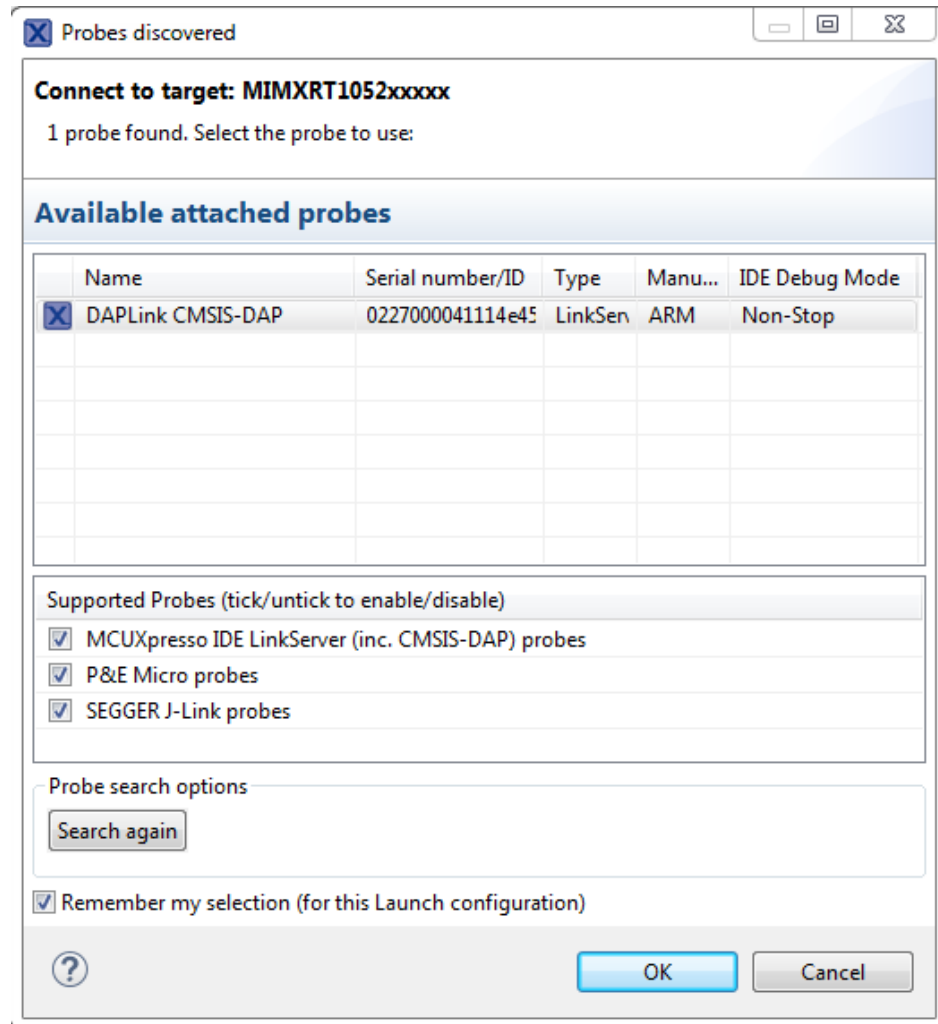 Probes discovered
Connect to target: MIMXRT1052xxxxx
1 probe found. Select the probe to use:
Available attached probes
Name Serial number/ID Type Manu... IDE Debug Mode
DAPLink CMSIS-DAP 0227000041114e45 LinkSer ARM Non-Stop
Supported Probes (tick/untick to enable/disable)
MCUXpresso IDE LinkServer (inc. CMSIS-DAP) probes
P&E Micro probes
SEGGER J-Link probes
Probe search options
Search again
Remember my selection (for this Launch configuration)
? OK Cancel